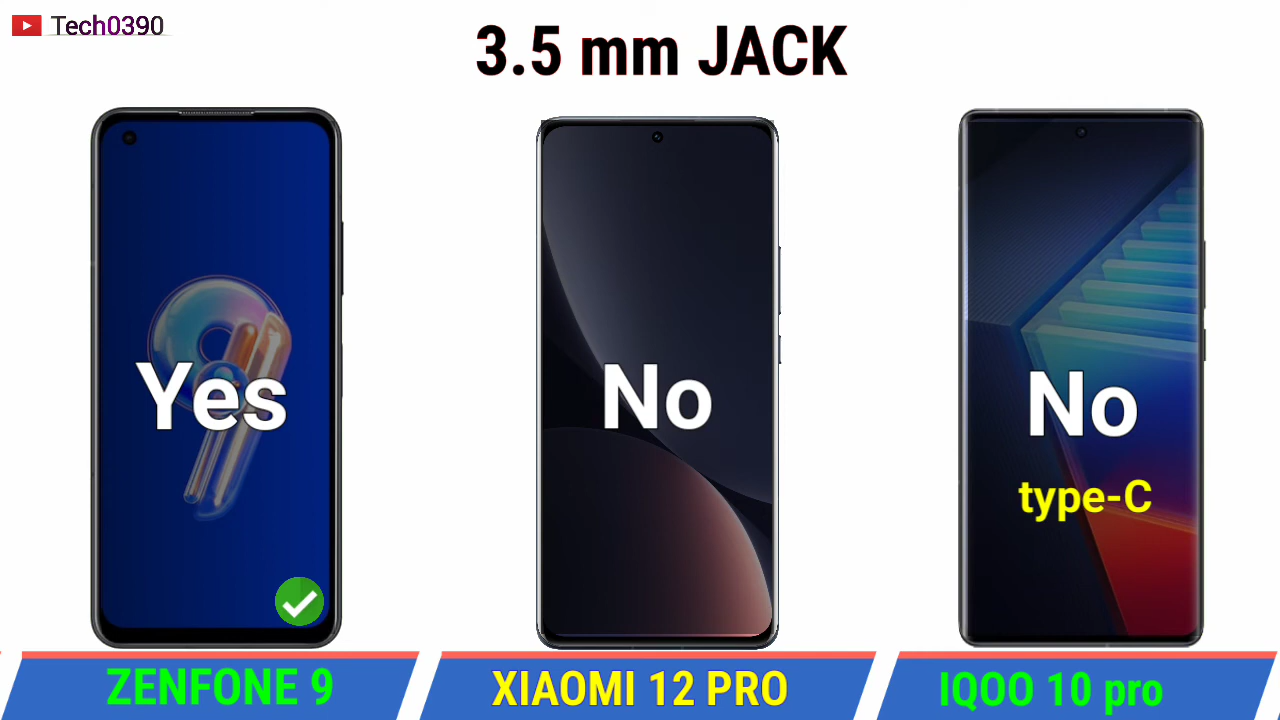 Tech0390
3.5 mm JACK
Yes
No
No
type-C
ZENFONE 9
XIAOMI 12 PRO
IQOO 10 pro